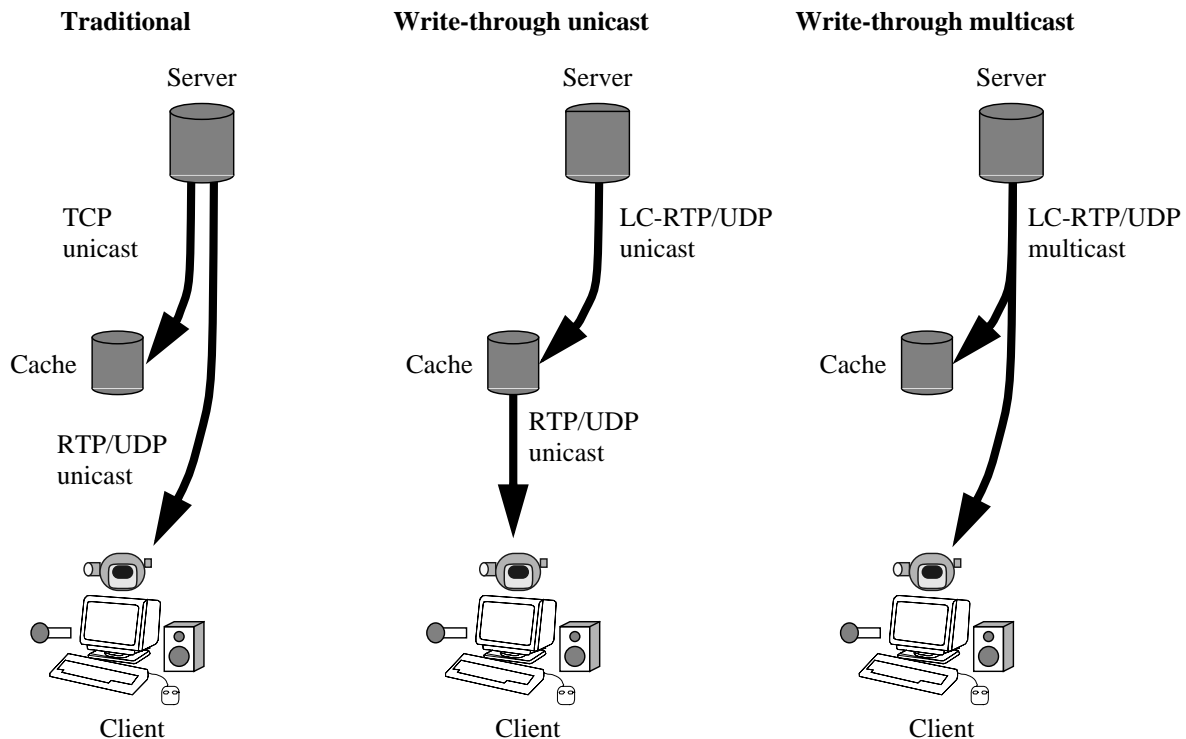 Traditional
Server
TCP
unicast
Cache
RTP/UDP
unicast
Client
Write-through unicast
Server
LC-RTP/UDP
unicast
Cache
RTP/UDP
unicast
Client
Write-through multicast
Server
LC-RTP/UDP
multicast
Cache
Client